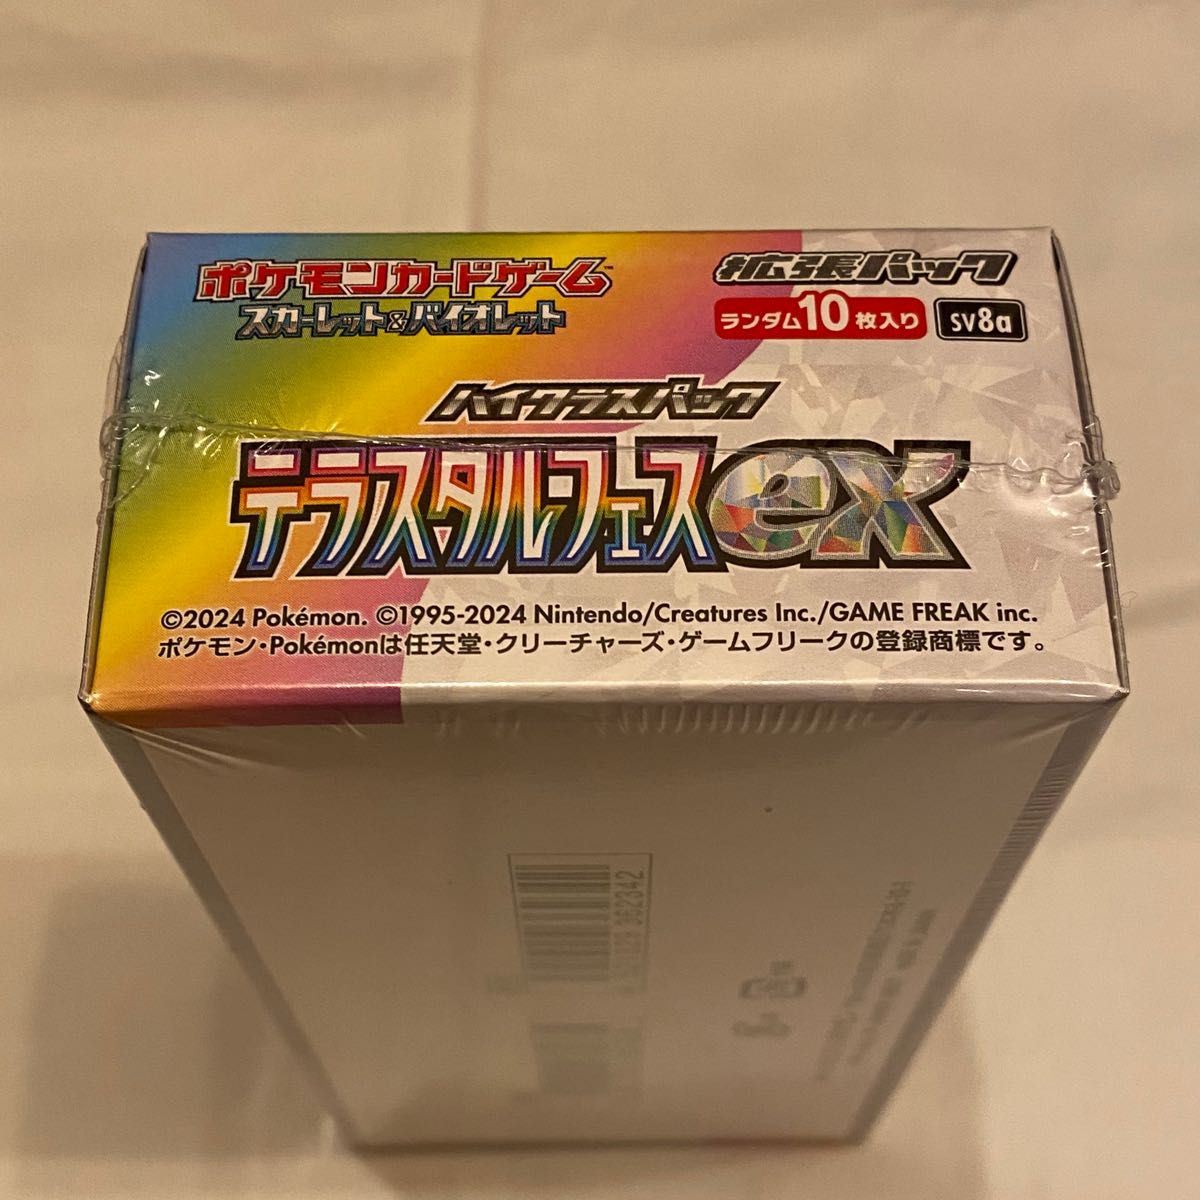 ポケモンカードゲーム
スカーレット&バイオレット
拡張パック
ランダム10枚入り
sv8a
ハイクラスパック
テラスタルフェスex
©2024 Pokémon. ©1995-2024 Nintendo/Creatures Inc./GAME FREAK inc.
ポケモン・Pokémonは任天堂・クリーチャーズ・ゲームフリークの登録商標です。
362342